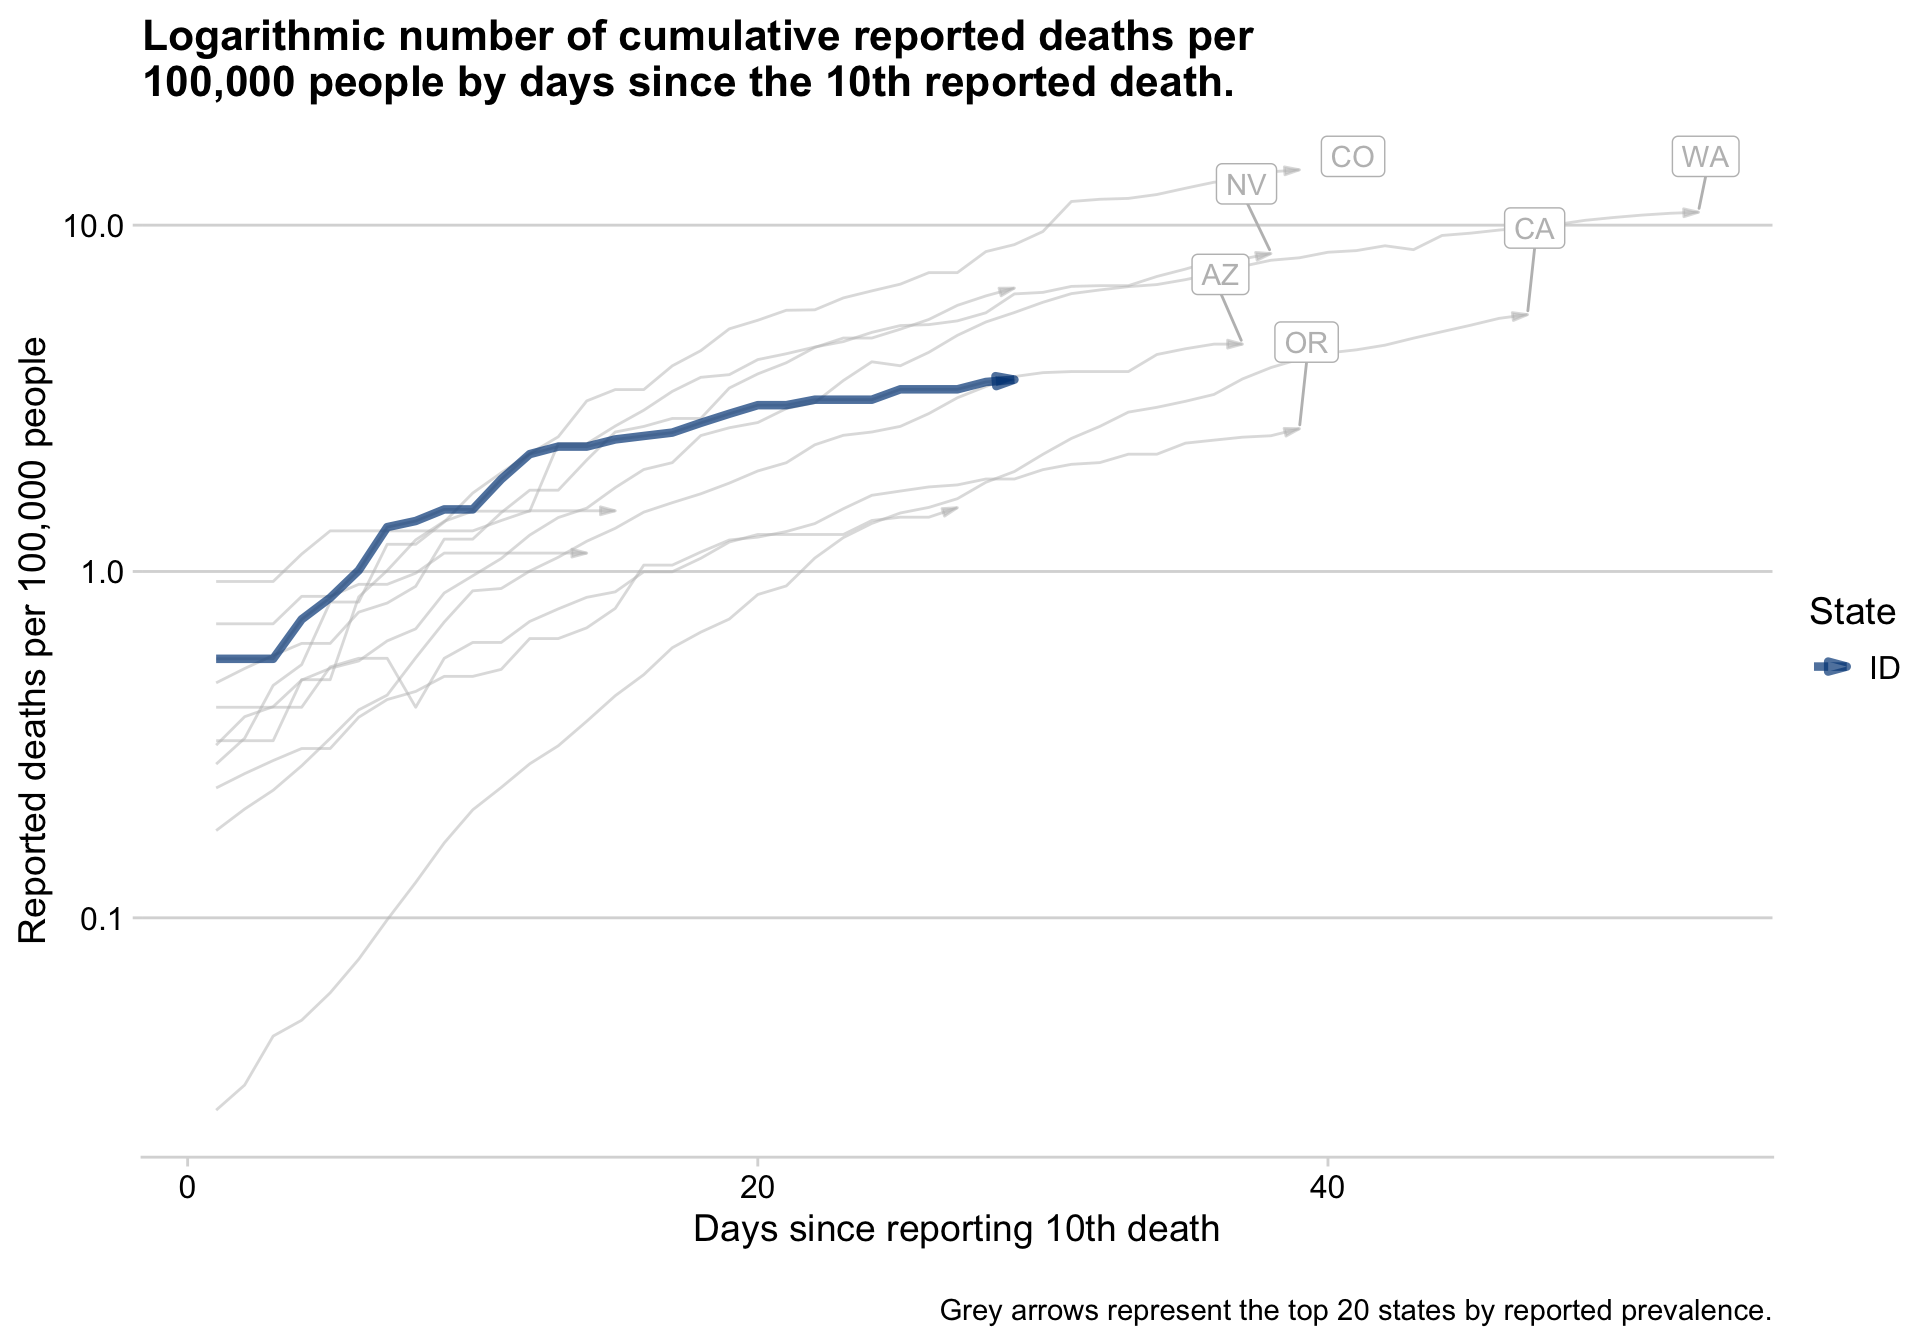 Logarithmic number of cumulative reported deaths per
100,000 people by days since the 10th reported death.
CO
WA
NV
CA
AZ
OR
10.0
1.0
0.1
Reported deaths per 100,000 people
State
ID
0
20
40
Days since reporting 10th death
Grey arrows represent the top 20 states by reported prevalence.